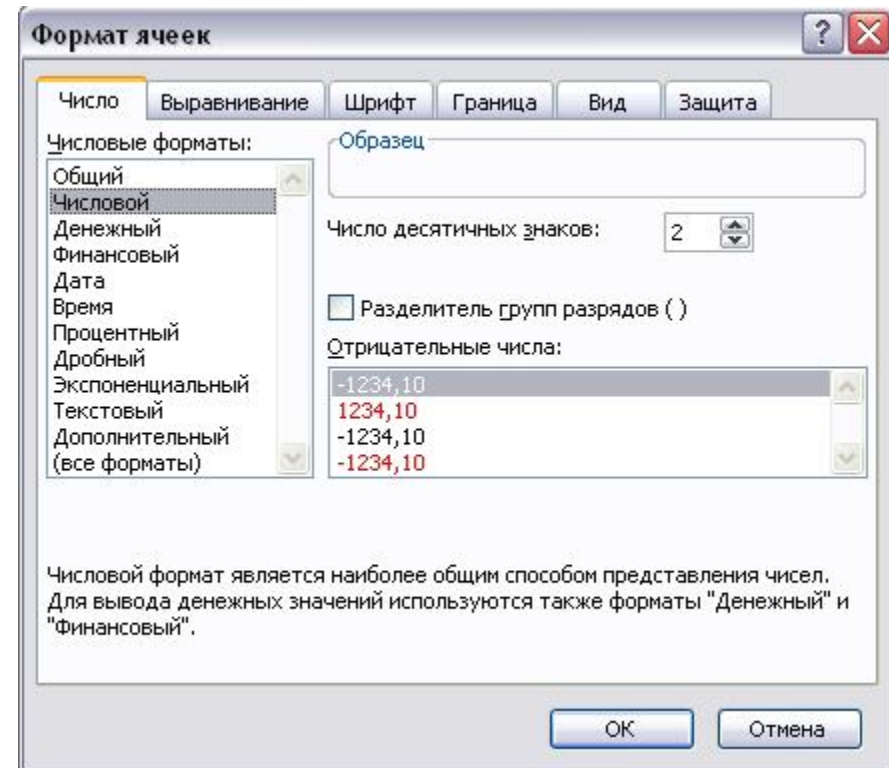 Формат ячеек
Число Выравнивание Шрифт Граница Вид Защита
Числовые форматы:
Общий
Числовой
Денежный
Финансовый
Дата
Время
Процентный
Дробный
Экспоненциальный
Текстовый
Дополнительный
(все форматы)
Образец
Число десятичных знаков: 2
Разделитель групп разрядов ( )
Отрицательные числа:
-1234,10
1234,10
-1234,10
-1234,10
Числовой формат является наиболее общим способом представления чисел.
Для вывода денежных значений используются также форматы "Денежный" и
"Финансовый".
ОК Отмена